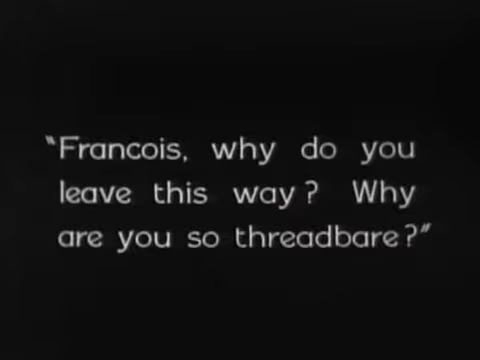 "Francois, why do you
leave this way? Why
are you so threadbare?"